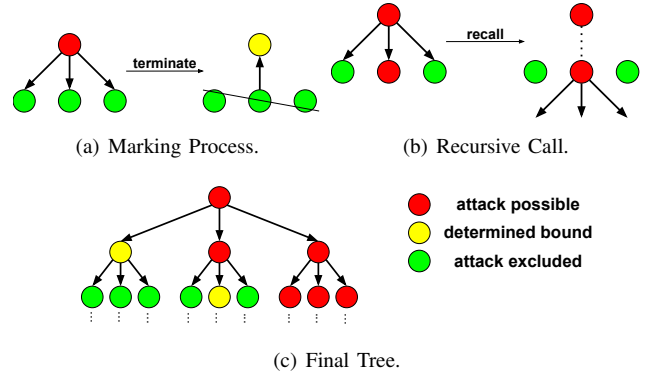 terminate
recall
(a) Marking Process.
(b) Recursive Call.
attack possible
determined bound
attack excluded
(c) Final Tree.